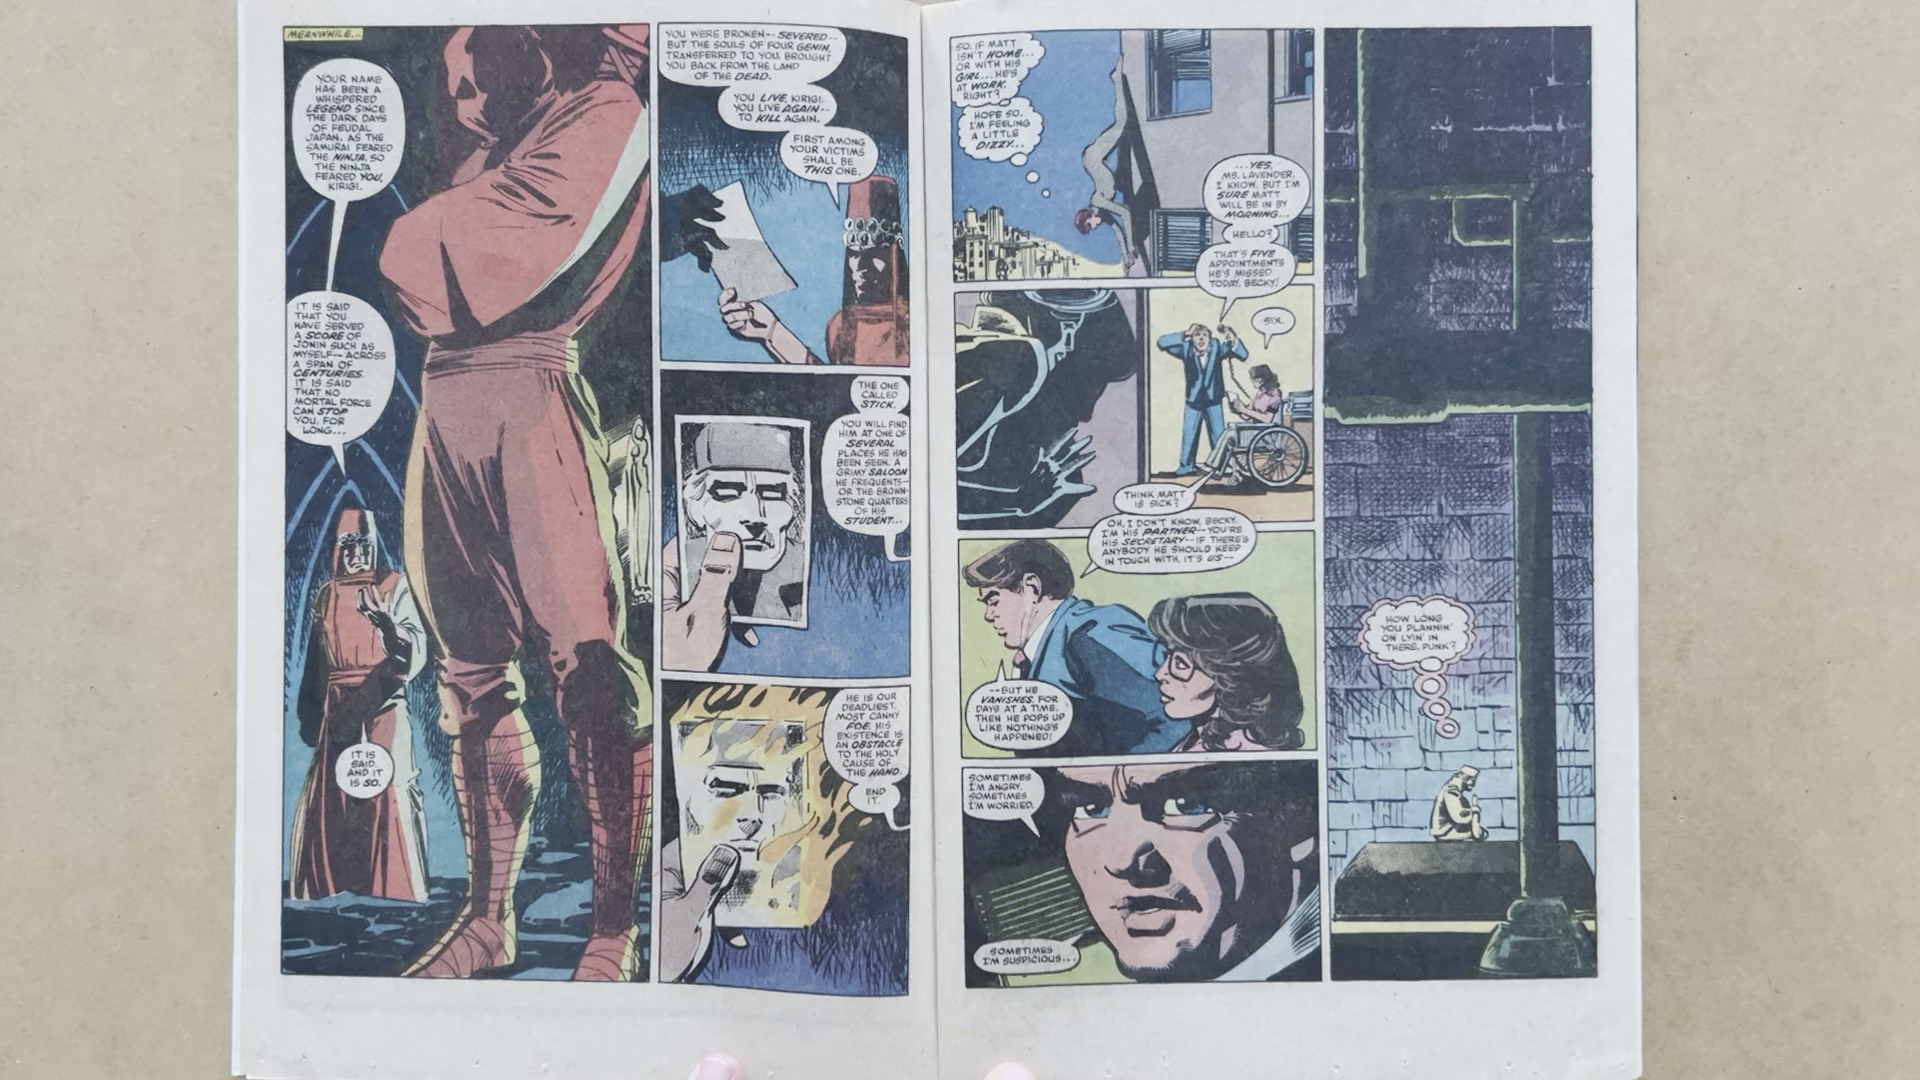 MEANWHILE...
YOUR NAME
HAS BEEN A
WHISPERED
LEGEND SINCE
THE DARK DAYS
OF FEUDAL
JAPAN. AS THE
SAMURAI FEARED
THE NINJA, SO
THE NINJA
FEARED YOU,
KIRIGI.
IT IS SAID
THAT YOU
HAVE SERVED
A SCORE OF
JONIN SUCH AS
MYSELF-- ACROSS
A SPAN OF
CENTURIES.
IT IS SAID
THAT NO
MORTAL FORCE
CAN STOP
YOU, FOR
LONG...
IT IS
SAID.
AND IT
IS SO.
YOU WERE BROKEN-- SEVERED--
BUT THE SOULS OF FOUR GENIN,
TRANSFERRED TO YOU, BROUGHT
YOU BACK FROM THE LAND
OF THE DEAD.
YOU LIVE, KIRIGI.
YOU LIVE AGAIN--
TO KILL AGAIN.
FIRST AMONG
YOUR VICTIMS
SHALL BE
THIS ONE.
THE ONE
CALLED
STICK.
YOU WILL FIND
HIM AT ONE OF
SEVERAL
PLACES HE HAS
BEEN SEEN. A
GRIMY SALOON
HE FREQUENTS--
OR THE BROWN-
STONE QUARTERS
OF HIS
STUDENT...
HE IS OUR
DEADLIEST,
MOST CANNY
FOE. HIS
EXISTENCE IS
AN OBSTACLE
TO THE HOLY
CAUSE OF
THE HAND.
END
IT.
SO, IF MATT
ISN'T HOME...
OR WITH HIS
GIRL... HE'S
AT WORK,
RIGHT?
HOPE SO.
I'M FEELING
A LITTLE
DIZZY...
...YES,
MS. LAVENDER,
I KNOW. BUT I'M
SURE MATT
WILL BE IN BY
MORNING...
HELLO?
THAT'S FIVE
APPOINTMENTS
HE'S MISSED
TODAY, BECKY!
SIX.
THINK MATT
IS SICK?
OH, I DON'T KNOW, BECKY.
I'M HIS PARTNER-- YOU'RE
HIS SECRETARY-- IF THERE'S
ANYBODY HE SHOULD KEEP
IN TOUCH WITH, IT'S US--
--BUT HE
VANISHES, FOR
DAYS AT A TIME.
THEN HE POPS UP
LIKE NOTHING'S
HAPPENED!
SOMETIMES
I'M ANGRY.
SOMETIMES
I'M WORRIED.
SOMETIMES
I'M SUSPICIOUS...
HOW LONG
YOU PLANNIN'
ON LYIN' IN
THERE, PUNK?